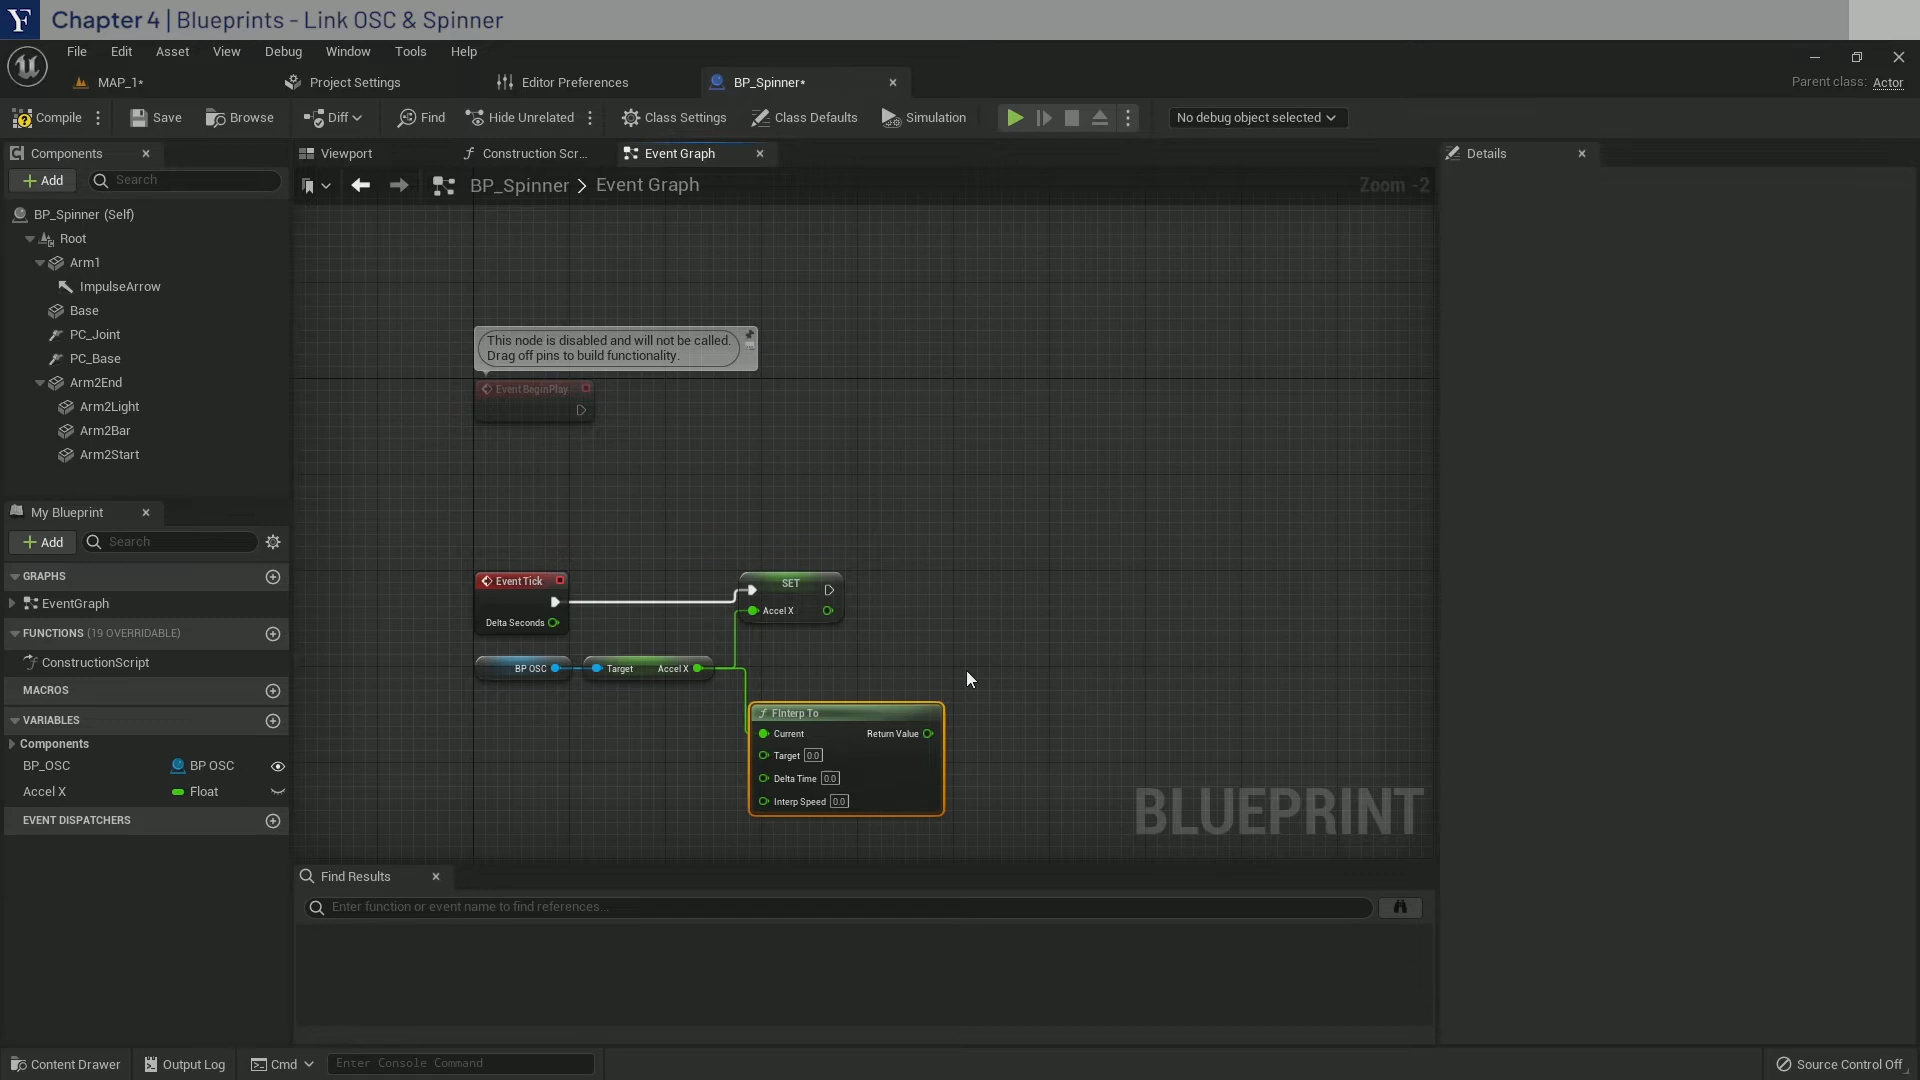 Chapter 4 | Blueprints - Link OSC & Spinner
File Edit Asset View Debug Window Tools Help
MAP_1* Project Settings Editor Preferences BP_Spinner* Parent class: Actor
Compile Save Browse Diff Find Hide Unrelated Class Settings Class Defaults Simulation No debug object selected
Components
Add Search
BP_Spinner (Self)
Root
Arm1
ImpulseArrow
Base
PC_Joint
PC_Base
Arm2End
Arm2Light
Arm2Bar
Arm2Start
My Blueprint
Add Search
GRAPHS
EventGraph
FUNCTIONS (19 OVERRIDABLE)
ConstructionScript
MACROS
VARIABLES
Components
BP_OSC BP OSC
Accel X Float
EVENT DISPATCHERS
Viewport Construction Scr... Event Graph
BP_Spinner > Event Graph Zoom -2
This node is disabled and will not be called.
Drag off pins to build functionality.
Event BeginPlay
Event Tick
Delta Seconds
SET
Accel X
BP OSC Target Accel X
FInterp To
Current Return Value
Target 0.0
Delta Time 0.0
Interp Speed 0.0
BLUEPRINT
Find Results
Enter function or event name to find references...
Details
Content Drawer Output Log Cmd Enter Console Command Source Control Off